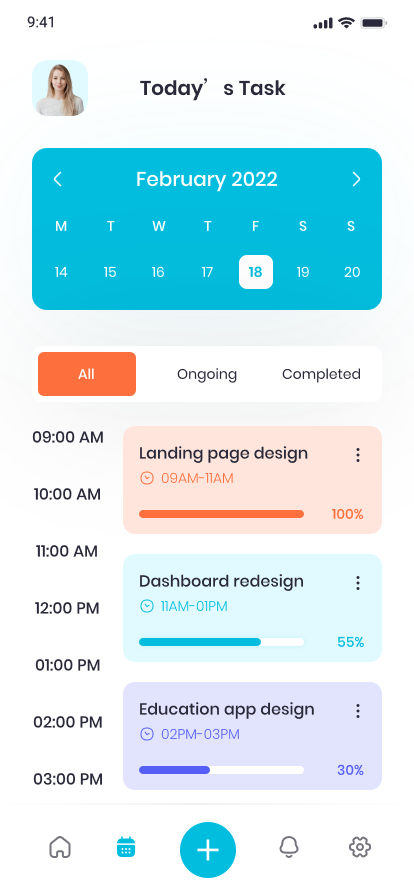 9:41
Today’s Task
February 2022
M T W T F S S
14 15 16 17 18 19 20
All Ongoing Completed
09:00 AM
Landing page design
09AM-11AM
100%
10:00 AM
11:00 AM
Dashboard redesign
11AM-01PM
55%
12:00 PM
01:00 PM
Education app design
02PM-03PM
30%
02:00 PM
03:00 PM